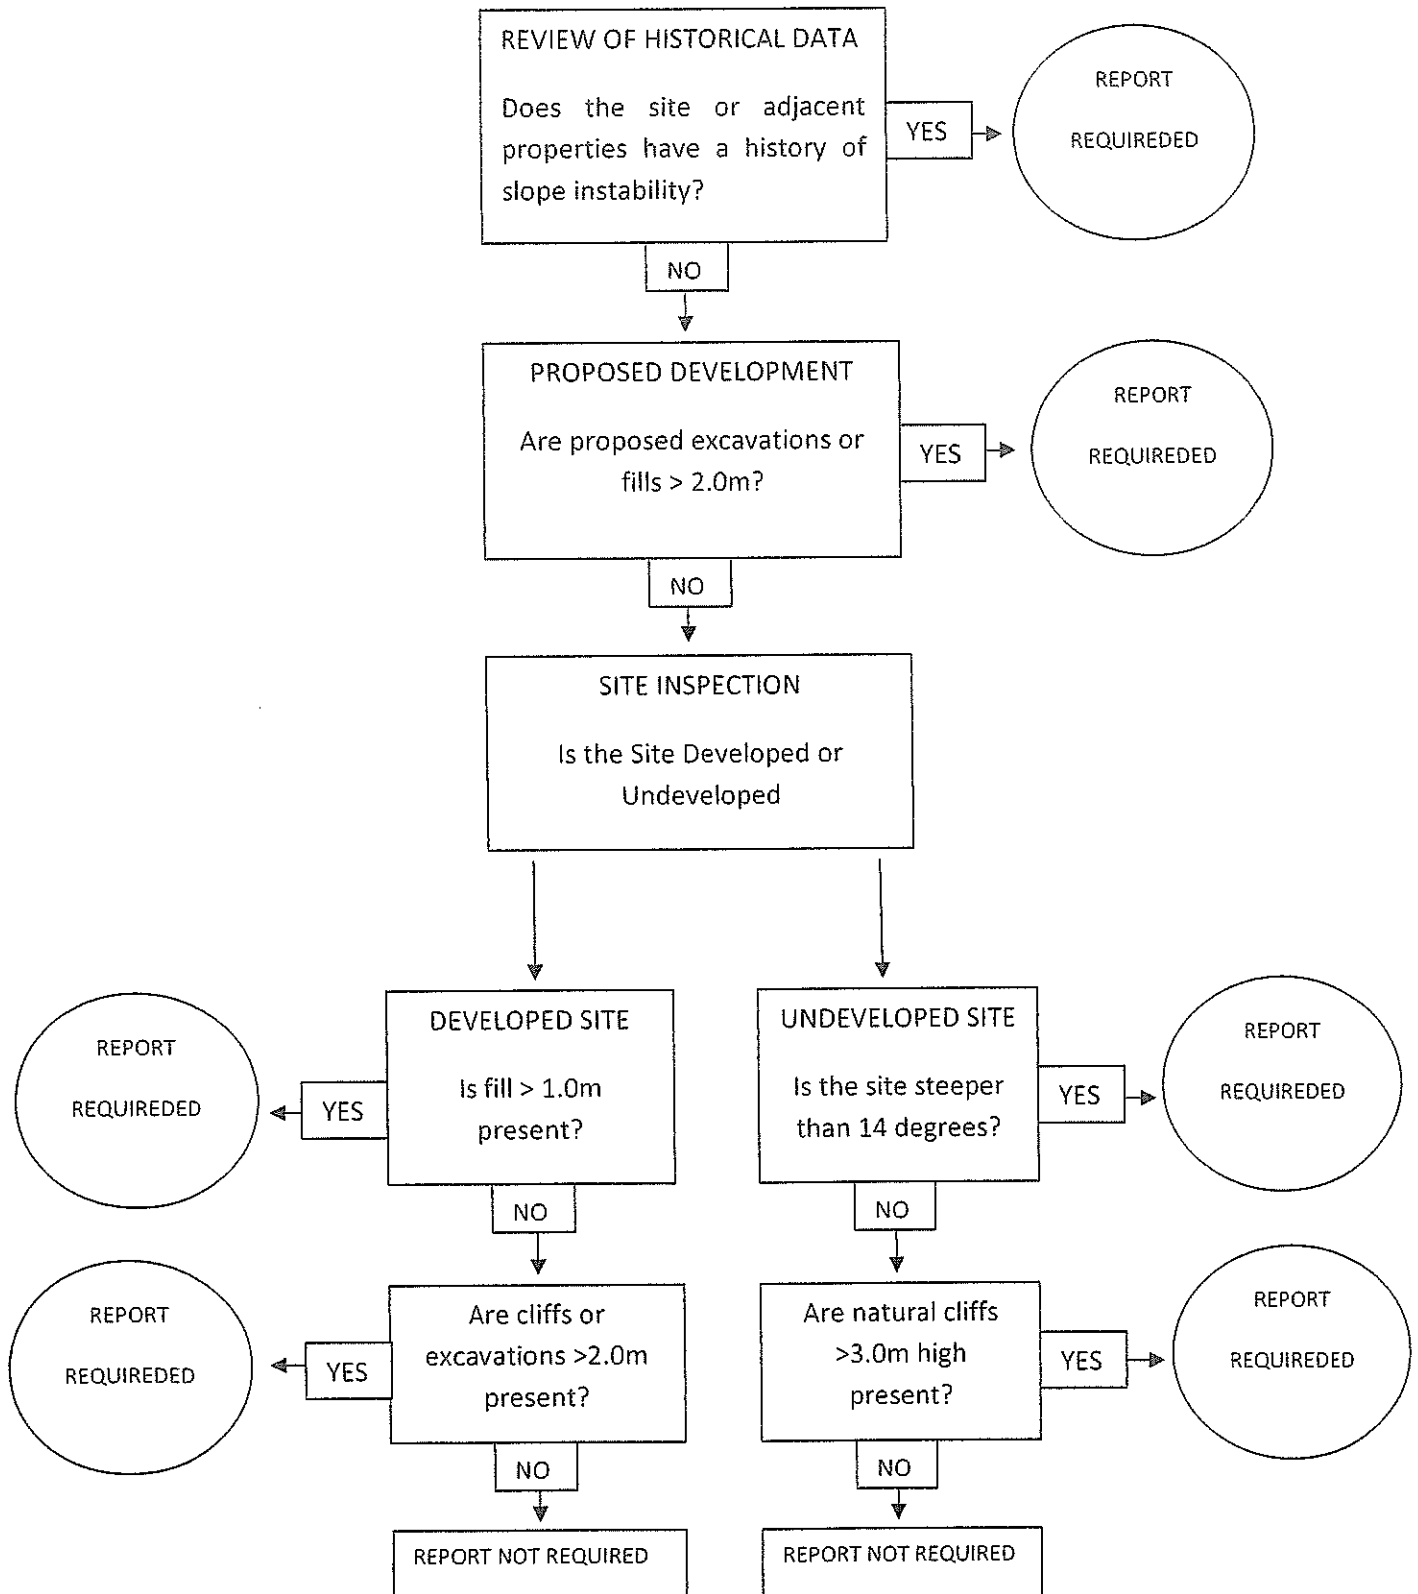 REVIEW OF HISTORICAL DATA
Does the site or adjacent
properties have a history of
slope instability?
YES
REPORT
REQUIREDED
NO
PROPOSED DEVELOPMENT
Are proposed excavations or
fills > 2.0m?
YES
REPORT
REQUIREDED
NO
SITE INSPECTION
Is the Site Developed or
Undeveloped
DEVELOPED SITE
Is fill > 1.0m
present?
YES
REPORT
REQUIREDED
NO
Are cliffs or
excavations >2.0m
present?
YES
REPORT
REQUIREDED
NO
REPORT NOT REQUIRED
UNDEVELOPED SITE
Is the site steeper
than 14 degrees?
YES
REPORT
REQUIREDED
NO
Are natural cliffs
>3.0m high
present?
YES
REPORT
REQUIREDED
NO
REPORT NOT REQUIRED